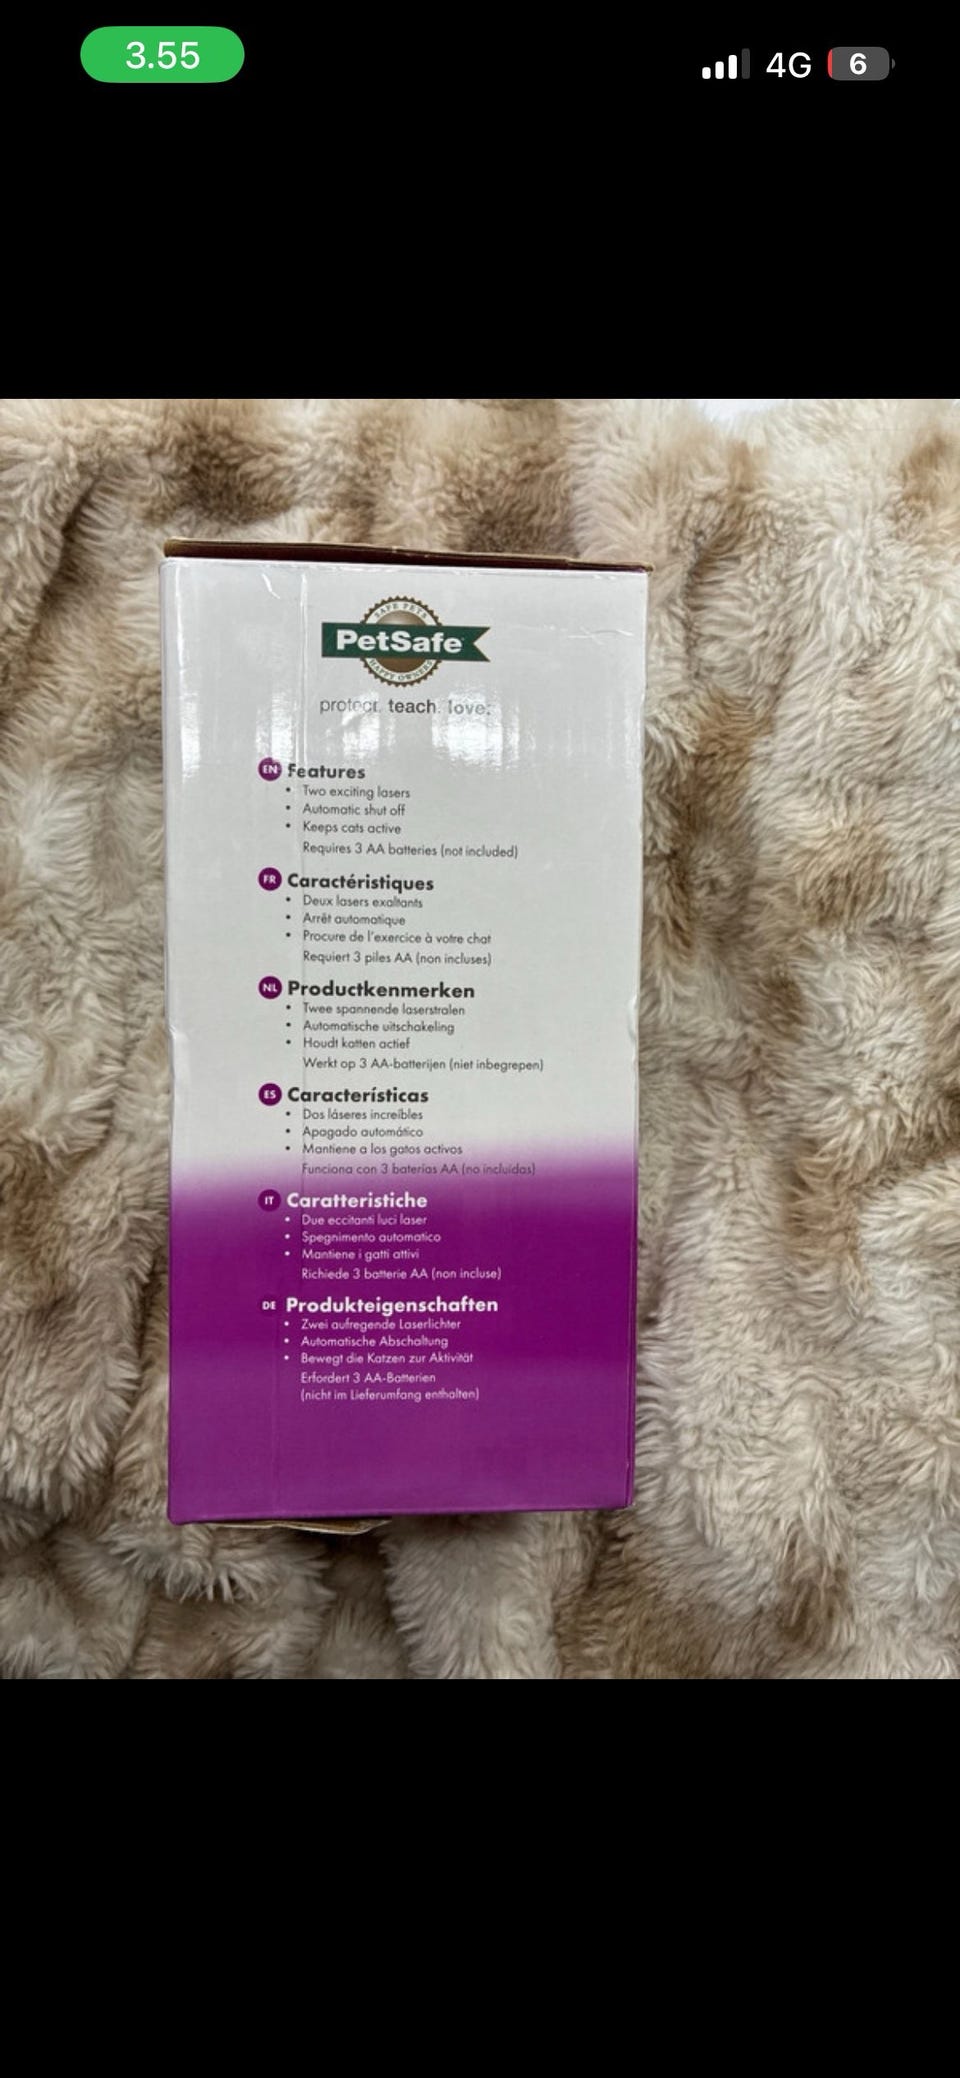 3.55
4G
6
SAFE PETS
PetSafe
HAPPY OWNERS
protect. teach. love.
EN Features
• Two exciting lasers
• Automatic shut off
• Keeps cats active
Requires 3 AA batteries (not included)
FR Caractéristiques
• Deux lasers exaltants
• Arrêt automatique
• Procure de l'exercice à votre chat
Requiert 3 piles AA (non incluses)
NL Productkenmerken
• Twee spannende laserstralen
• Automatische uitschakeling
• Houdt katten actief
Werkt op 3 AA-batterijen (niet inbegrepen)
ES Características
• Dos láseres increíbles
• Apagado automático
• Mantiene a los gatos activos
Funciona con 3 baterías AA (no incluidas)
IT Caratteristiche
• Due eccitanti luci laser
• Spegnimento automatico
• Mantiene i gatti attivi
Richiede 3 batterie AA (non incluse)
DE Produkteigenschaften
• Zwei aufregende Laserlichter
• Automatische Abschaltung
• Bewegt die Katzen zur Aktivität
Erfordert 3 AA-Batterien
(nicht im Lieferumfang enthalten)